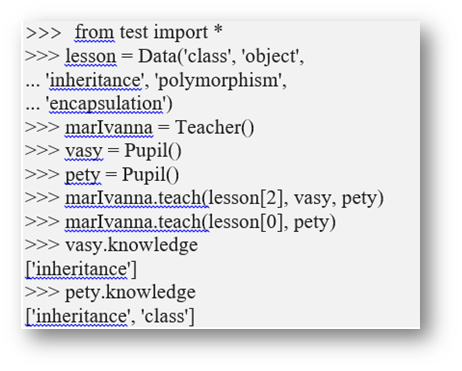 >>> from test import *
>>> lesson = Data('class', 'object',
... 'inheritance', 'polymorphism',
... 'encapsulation')
>>> marIvanna = Teacher()
>>> vasy = Pupil()
>>> pety = Pupil()
>>> marIvanna.teach(lesson[2], vasy, pety)
>>> marIvanna.teach(lesson[0], pety)
>>> vasy.knowledge
['inheritance']
>>> pety.knowledge
['inheritance', 'class']